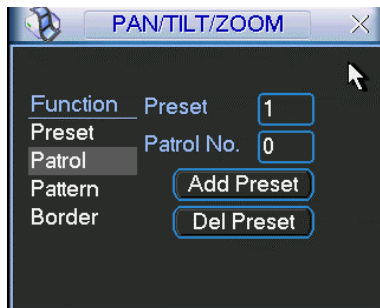 PAN/TILT/ZOOM
Function
Preset
Patrol
Pattern
Border
Preset 1
Patrol No. 0
Add Preset
Del Preset